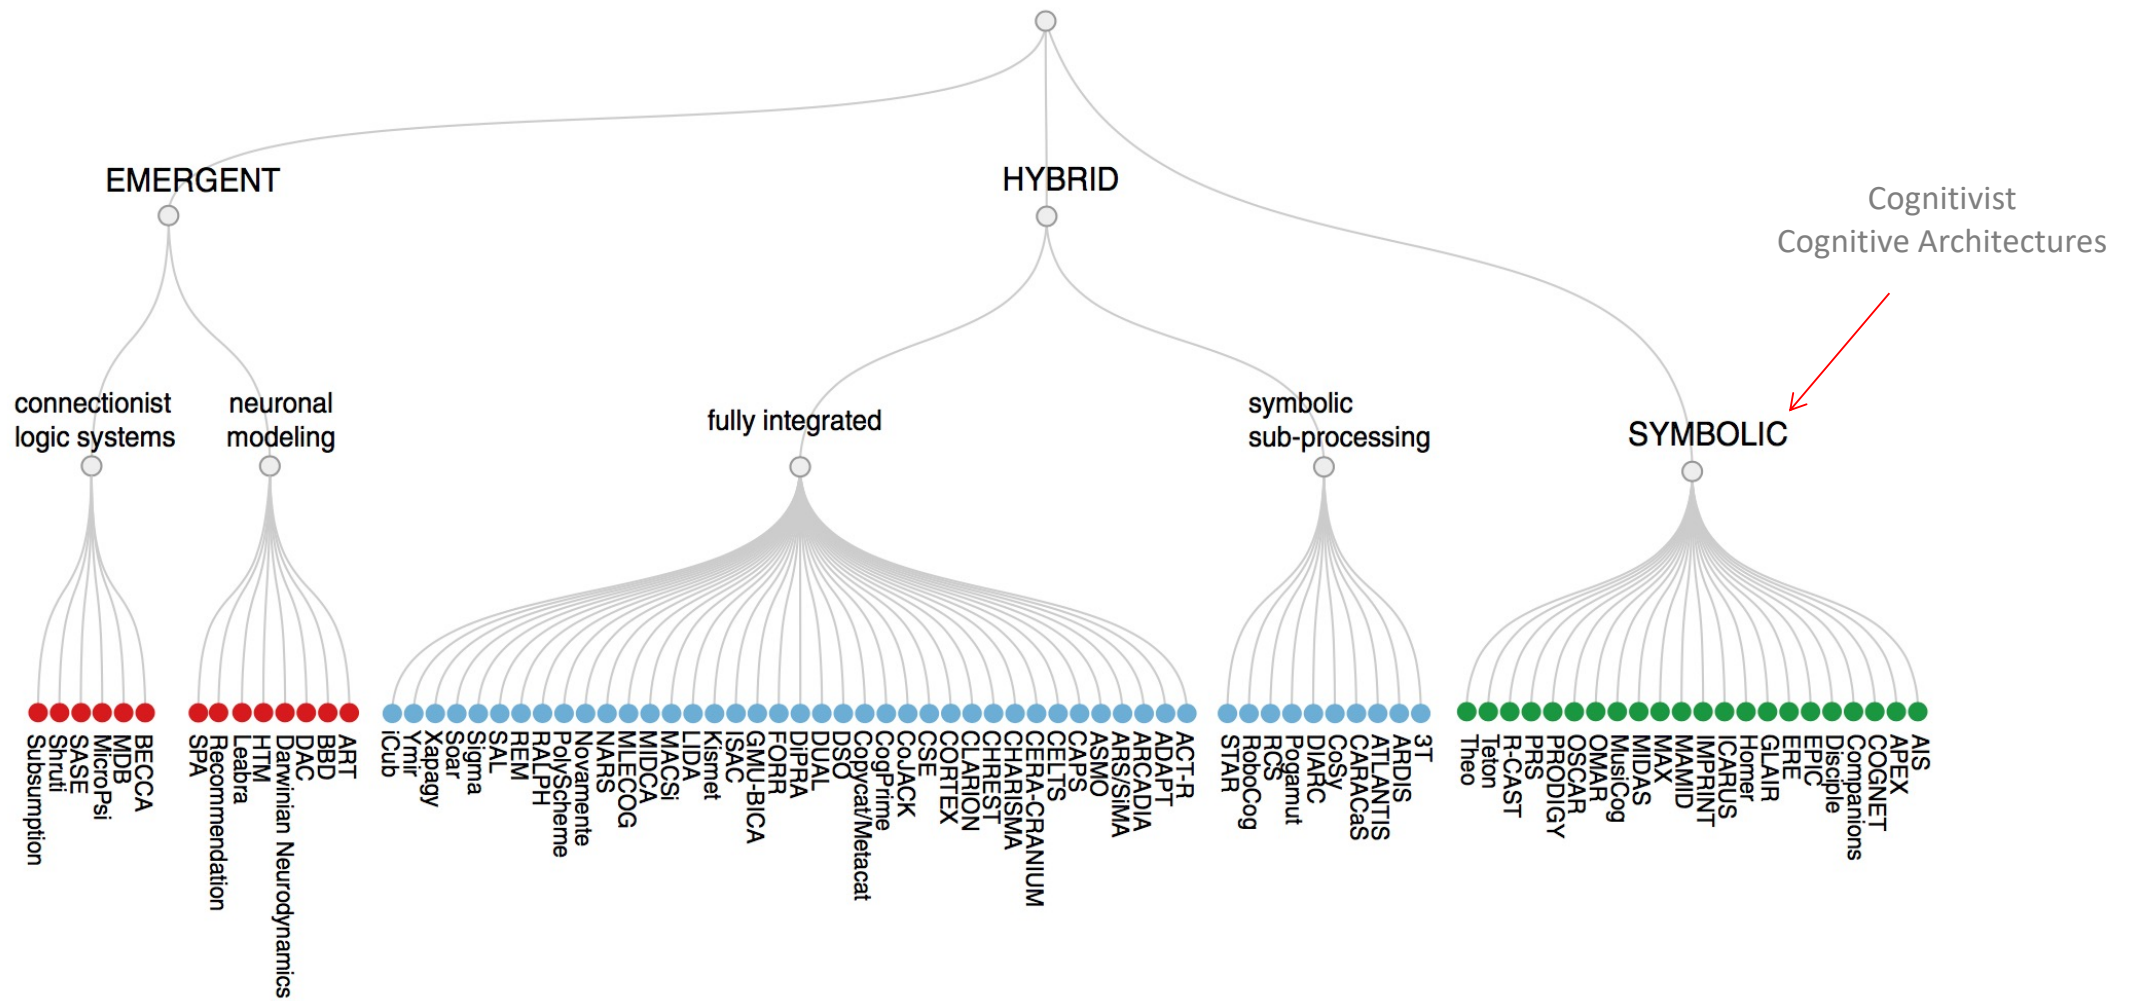 EMERGENT
HYBRID
Cognitivist
Cognitive Architectures
connectionist
logic systems
neuronal
modeling
fully integrated
symbolic
sub-processing
SYMBOLIC
Subsumption
Shruti
SASE
MicroPsi
MDB
BECCA
SPA
Recommendation
Leabra
HTM
Darwinian Neurodynamics
DAC
BBD
ART
iCub
Ymir
Xapagy
Soar
Sigma
SAL
REM
RALPH
PolyScheme
Novamente
NARS
MLECOG
MIDCA
MACSi
LIDA
Kismet
ISAC
GMU-BICA
FORR
DiPRA
DUAL
DSO
Copycat/Metacat
CogPrime
CoJACK
CSE
CORTEX
CLARION
CHREST
CHARISMA
CERA-CRANIUM
CELTS
CAPS
ASMO
ARS/SiMA
ARCADIA
ADAPT
ACT-R
STAR
RoboCog
RCS
Pogamut
DIARC
CoSy
CARACaS
ATLANTIS
ARDIS
3T
Theo
Teton
R-CAST
PRS
PRODIGY
OSCAR
OMAR
MusiCog
MIDAS
MAX
MAMID
IMPRINT
ICARUS
Homer
GLAIR
ERE
EPIC
Disciple
Companions
COGNET
APEX
AIS